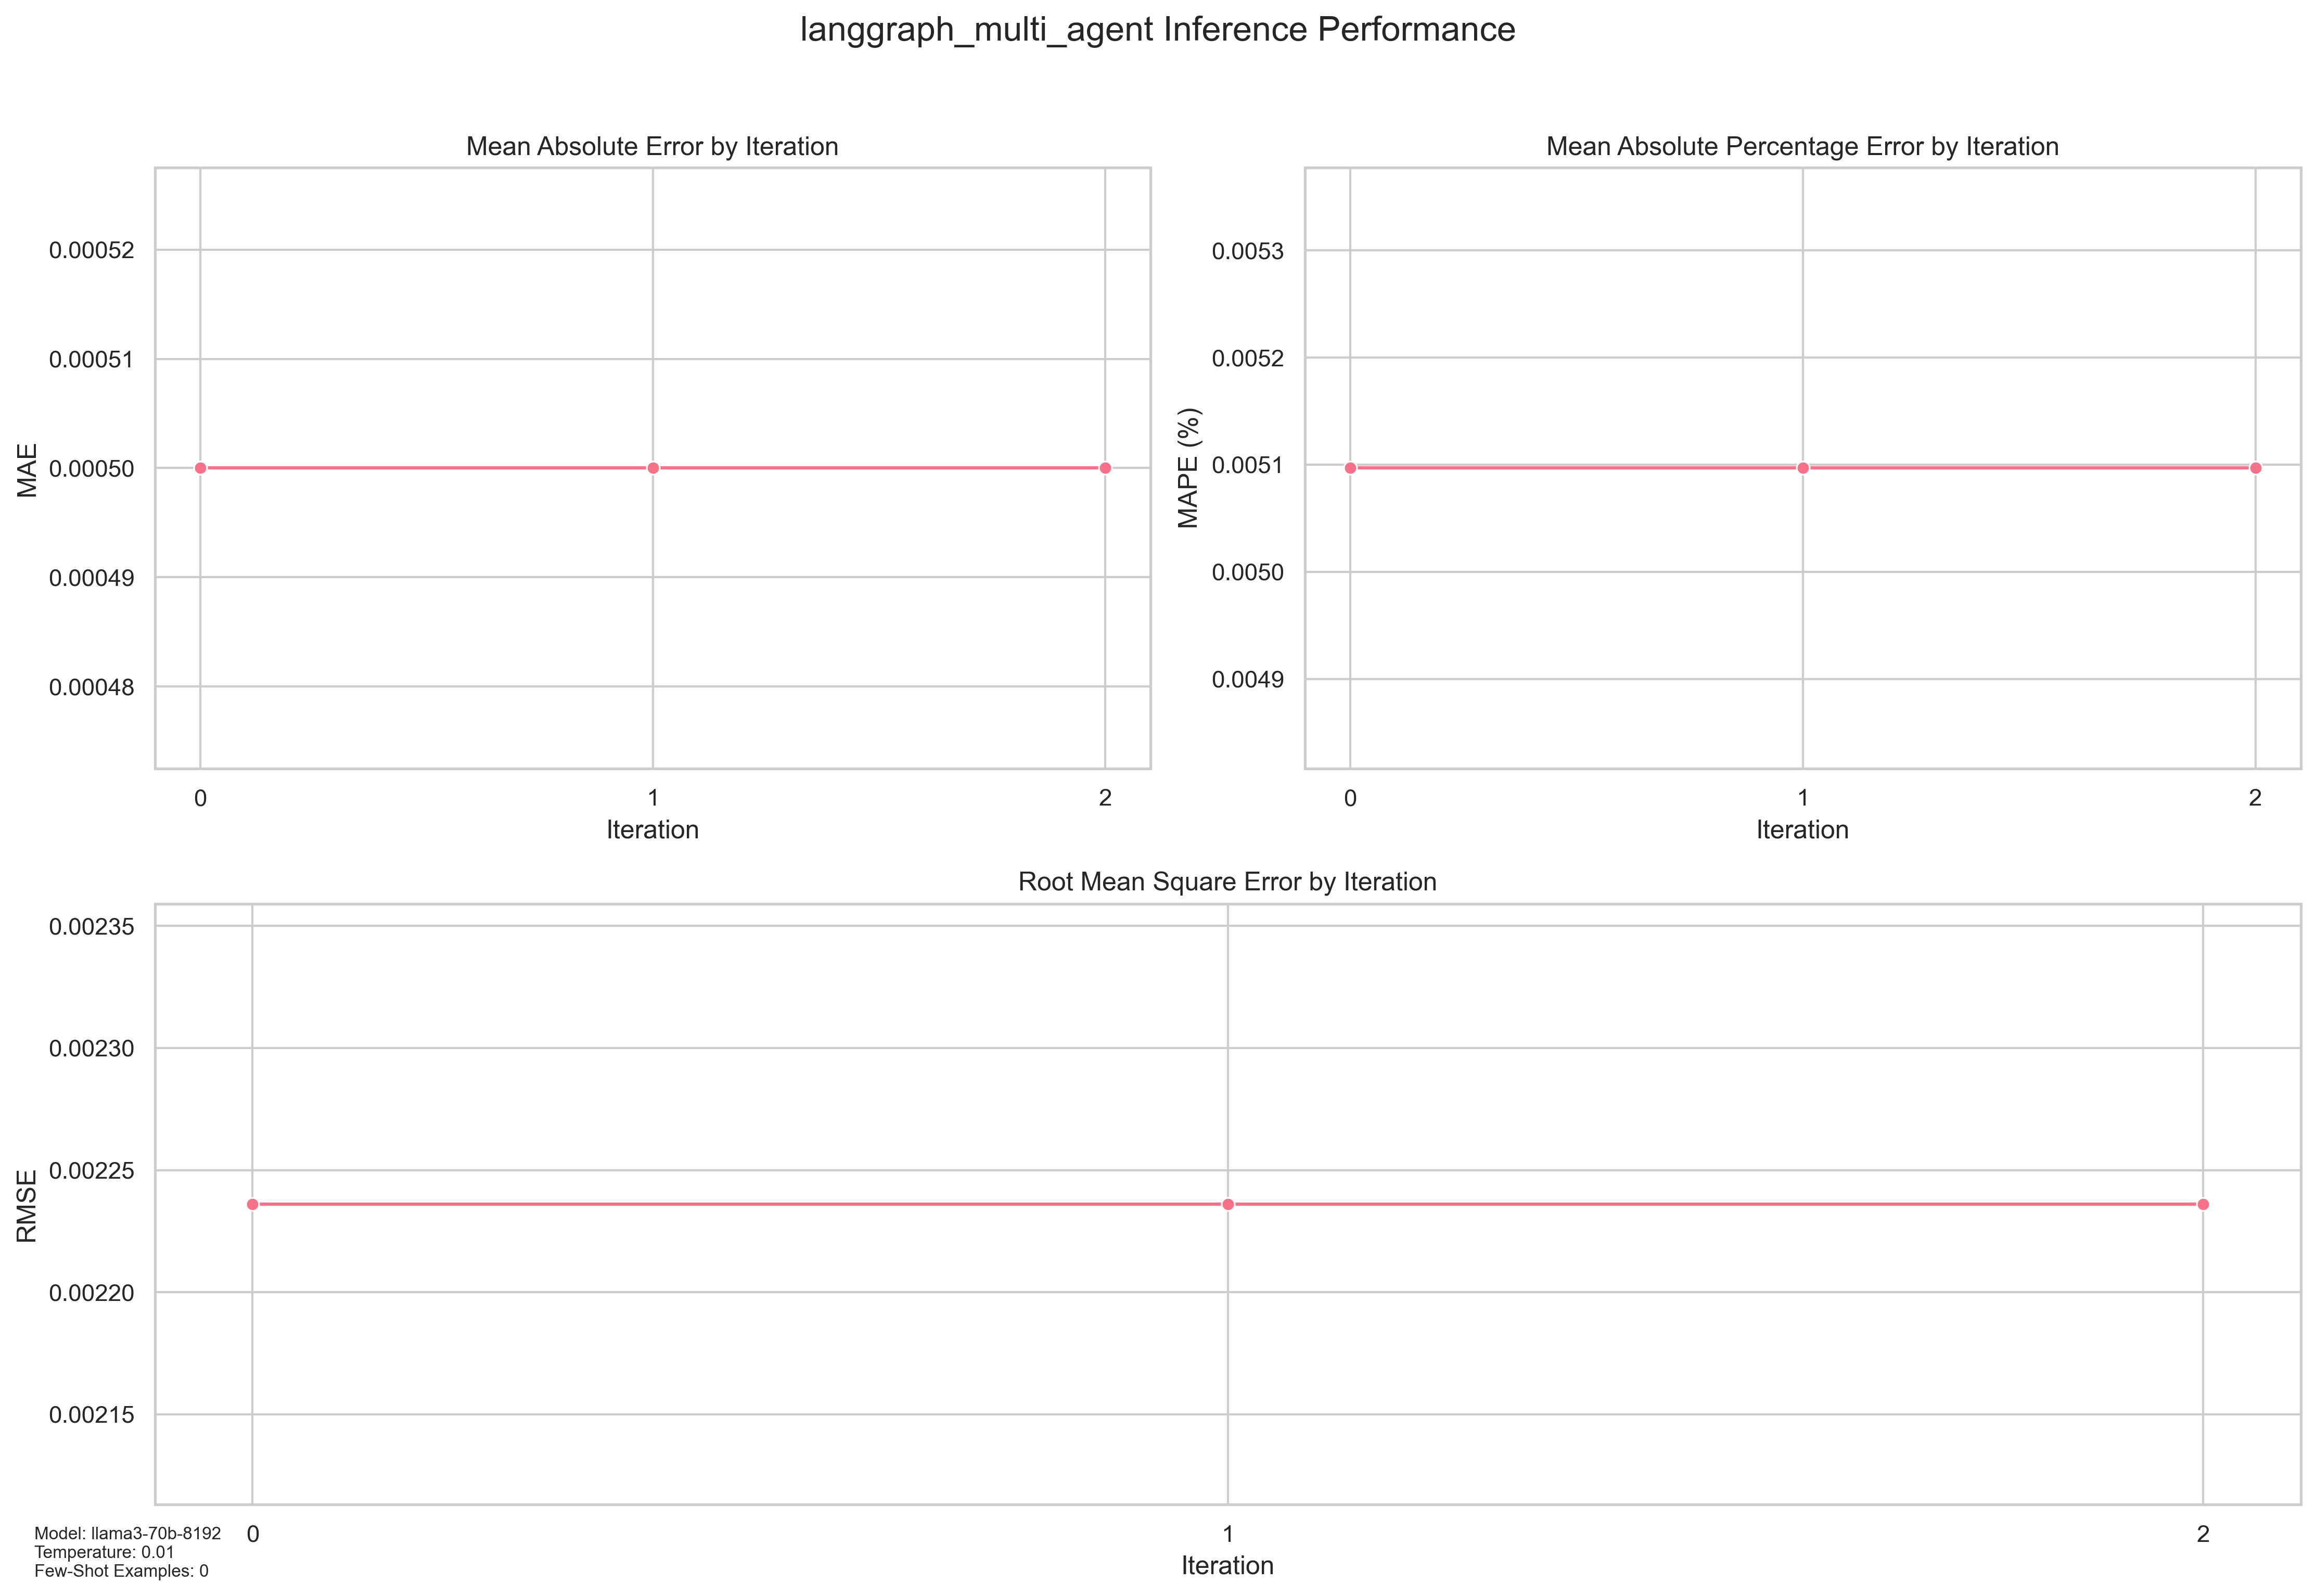 langgraph_multi_agent Inference Performance
Mean Absolute Error by Iteration
0.00052
0.00051
0.00050
0.00049
0.00048
MAE
0 1 2
Iteration
Mean Absolute Percentage Error by Iteration
0.0053
0.0052
0.0051
0.0050
0.0049
MAPE (%)
0 1 2
Iteration
Root Mean Square Error by Iteration
0.00235
0.00230
0.00225
0.00220
0.00215
RMSE
0 1 2
Iteration
Model: llama3-70b-8192
Temperature: 0.01
Few-Shot Examples: 0